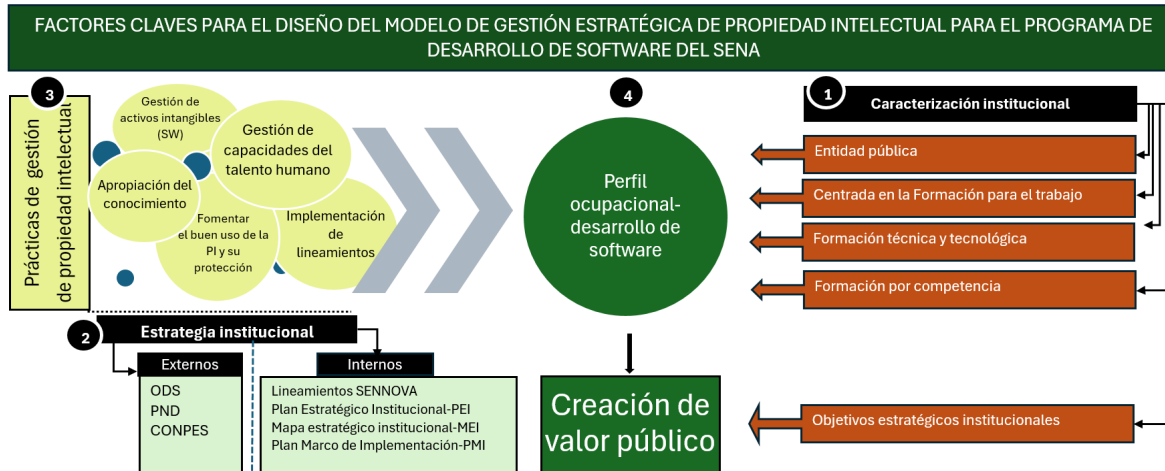 FACTORES CLAVES PARA EL DISEÑO DEL MODELO DE GESTIÓN ESTRATÉGICA DE PROPIEDAD INTELECTUAL PARA EL PROGRAMA DE
DESARROLLO DE SOFTWARE DEL SENA
3
Prácticas de gestión
de propiedad intelectual
Gestión de
activos intangibles
(SW)
Gestión de
capacidades del
talento humano
Apropiación del
conocimiento
Fomentar
el buen uso de la
PI y su
protección
Implementación
de
lineamientos
2
Estrategia institucional
Externos
ODS
PND
CONPES
Internos
Lineamientos SENNOVA
Plan Estratégico Institucional-PEI
Mapa estratégico institucional-MEI
Plan Marco de Implementación-PMI
4
Perfil
ocupacional-
desarrollo de
software
Creación de
valor público
1
Caracterización institucional
Entidad pública
Centrada en la Formación para el trabajo
Formación técnica y tecnológica
Formación por competencia
Objetivos estratégicos institucionales